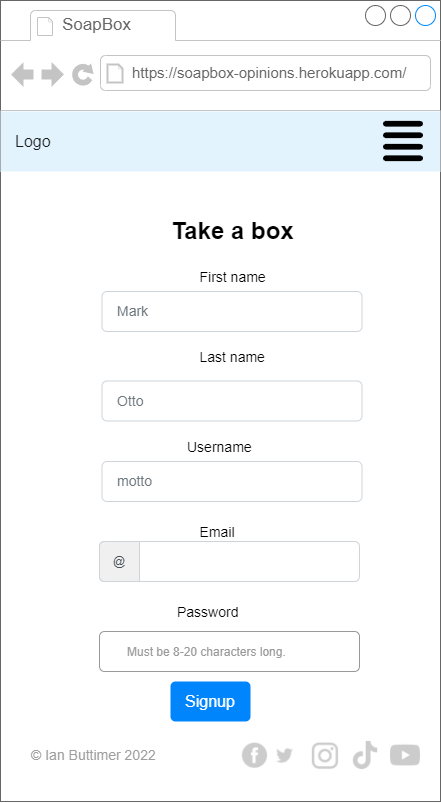 SoapBox
https://soapbox-opinions.herokuapp.com/
Logo
Take a box
First name
Mark
Last name
Otto
Username
motto
Email
@
Password
Must be 8-20 characters long.
Signup
© Ian Buttimer 2022